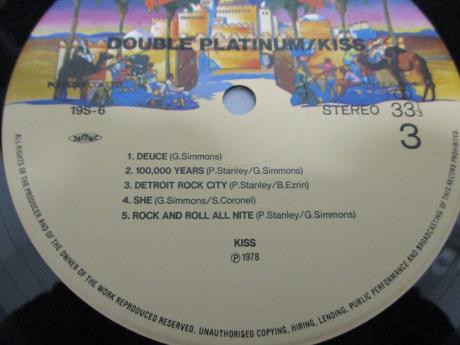 DOUBLE PLATINUM/KISS
19S-6
STEREO 33 1/3
3
1. DEUCE (G.Simmons)
2. 100,000 YEARS (P.Stanley/G.Simmons)
3. DETROIT ROCK CITY (P.Stanley/B.Ezrin)
4. SHE (G.Simmons/S.Coronel)
5. ROCK AND ROLL ALL NITE (P.Stanley/G.Simmons)
KISS
Ⓟ 1978
ALL RIGHTS OF THE PRODUCER AND OF THE OWNER OF THE WORK REPRODUCED RESERVED. UNAUTHORISED COPYING, HIRING, LENDING, PUBLIC PERFORMANCE AND BROADCASTING OF THIS RECORD PROHIBITED.